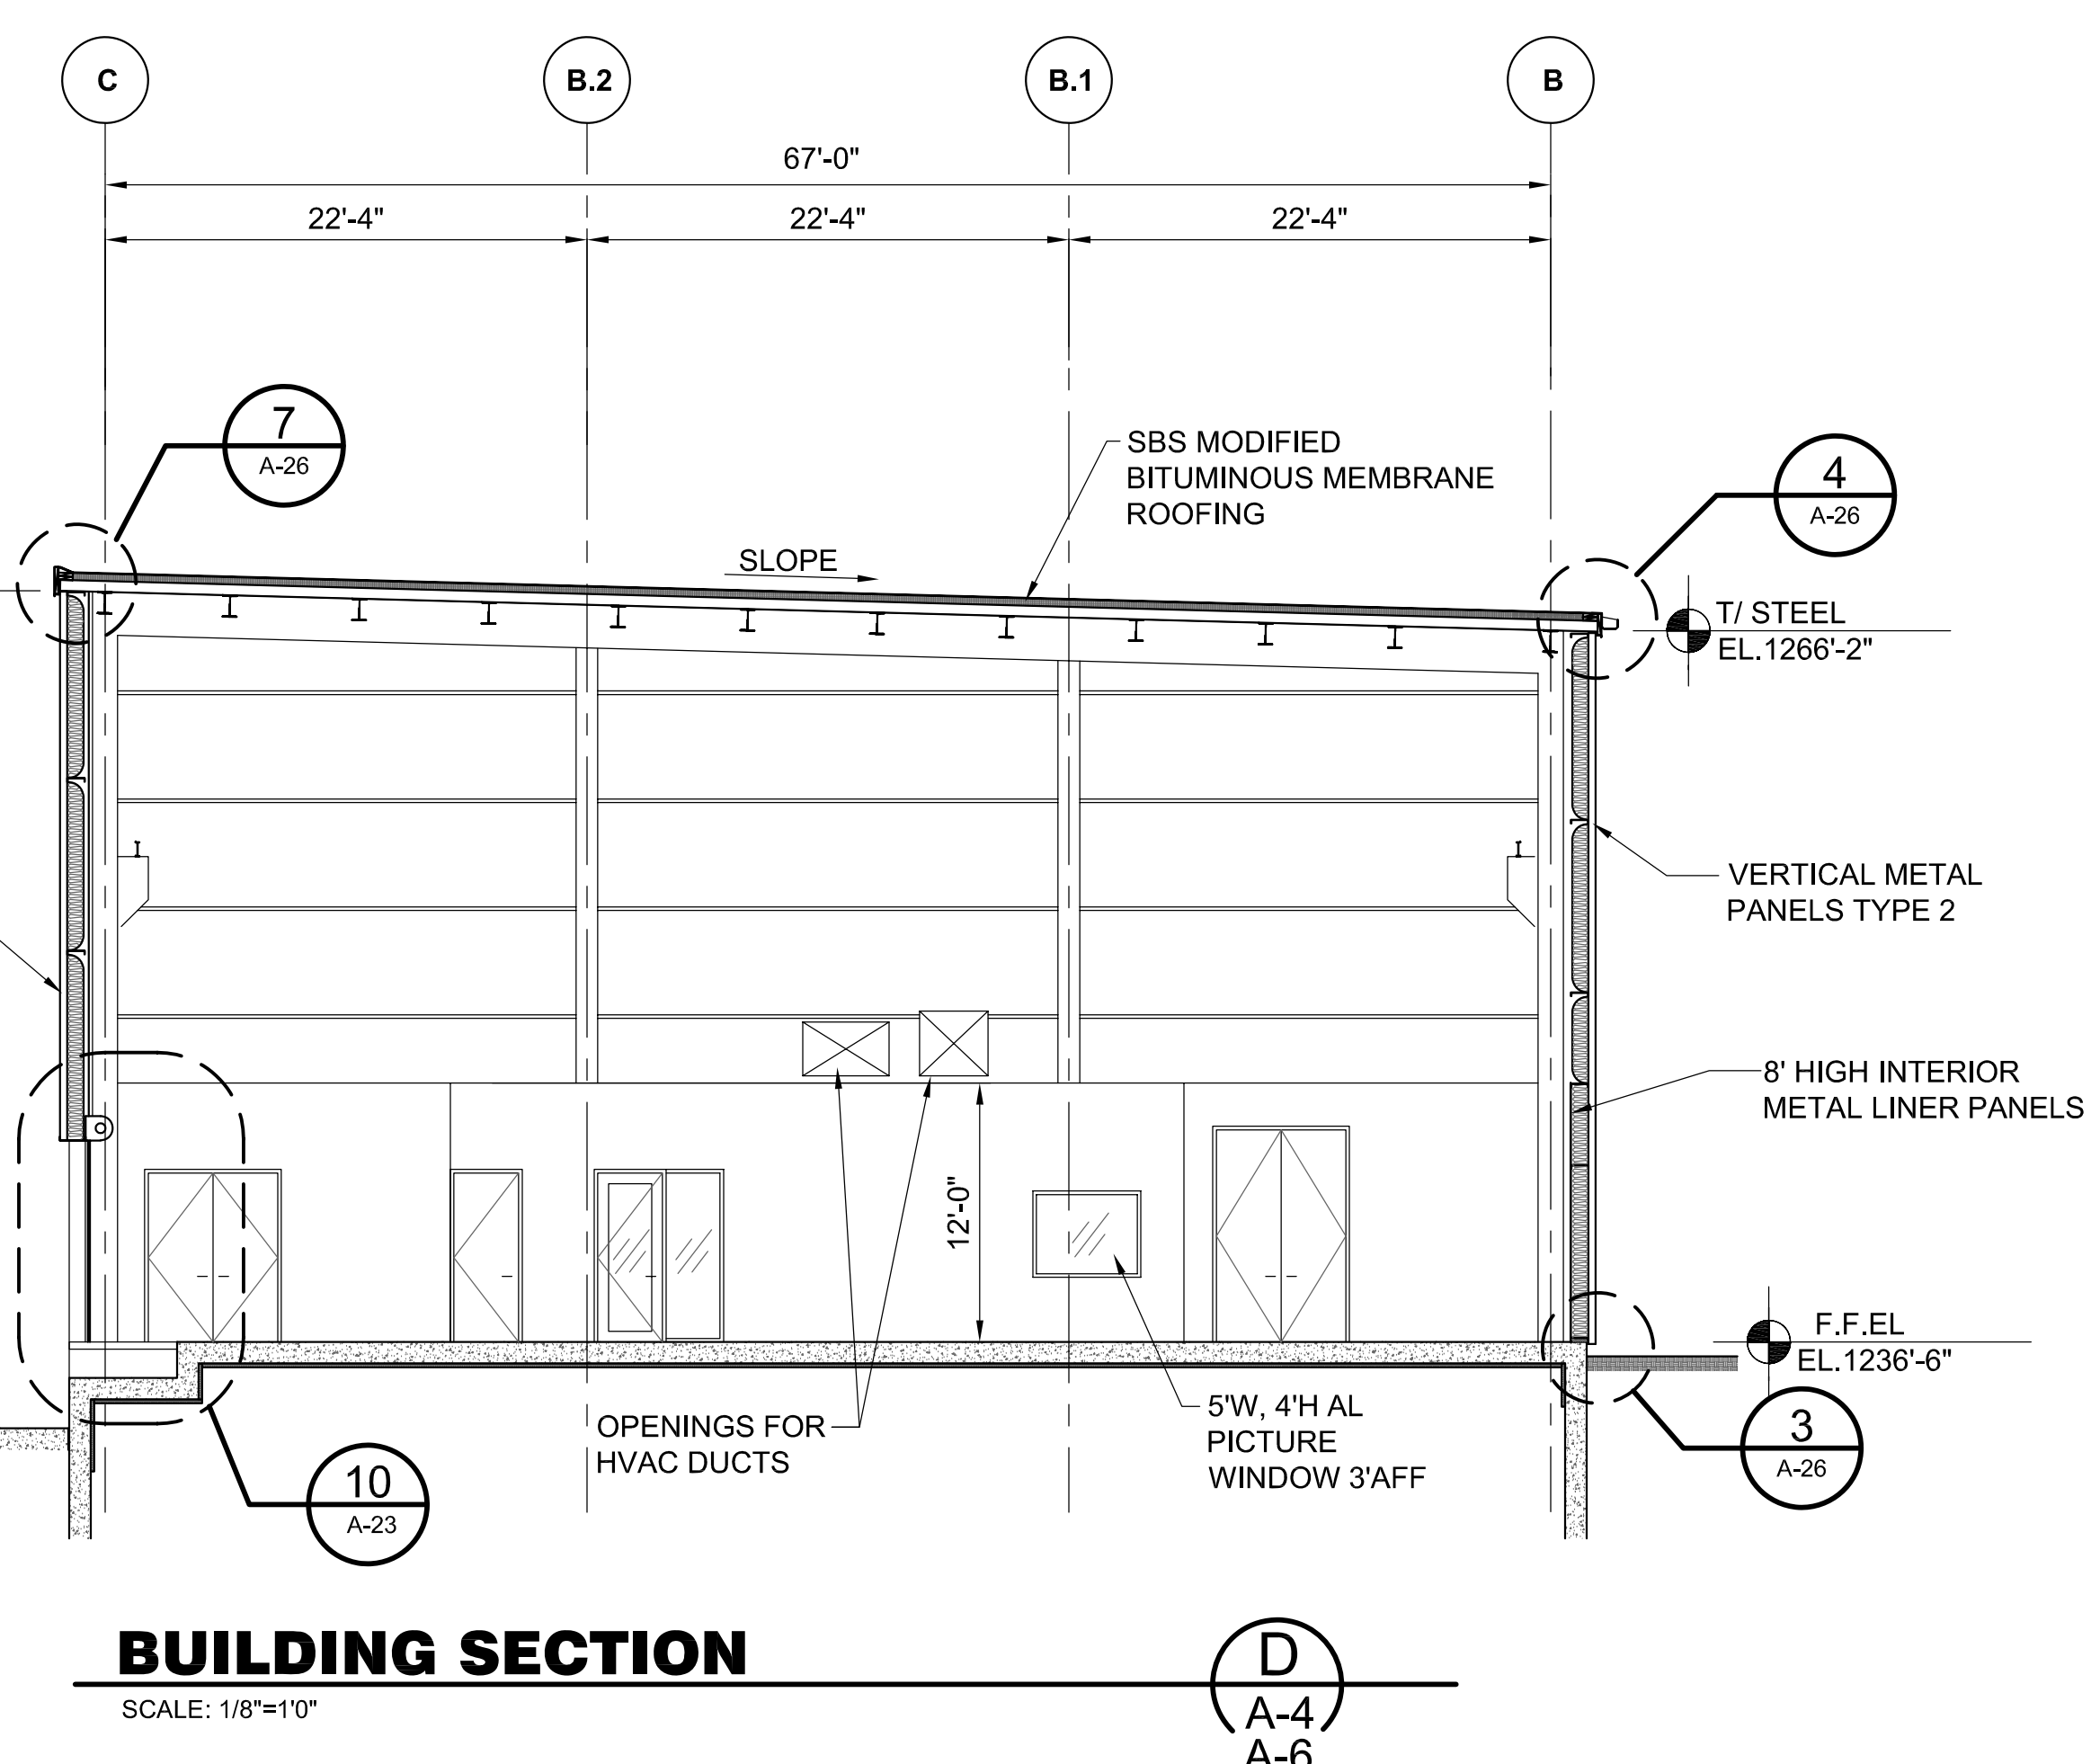 C
B.2
B.1
B
67'-0"
22'-4"
22'-4"
22'-4"
7
A-26
SBS MODIFIED
BITUMINOUS MEMBRANE
ROOFING
4
A-26
SLOPE
T/ STEEL
EL.1266'-2"
VERTICAL METAL
PANELS TYPE 2
8' HIGH INTERIOR
METAL LINER PANELS
12'-0"
F.F.EL
EL.1236'-6"
OPENINGS FOR
HVAC DUCTS
5'W, 4'H AL
PICTURE
WINDOW 3'AFF
3
A-26
10
A-23
BUILDING SECTION
SCALE: 1/8"=1'0"
D
A-4
A-6